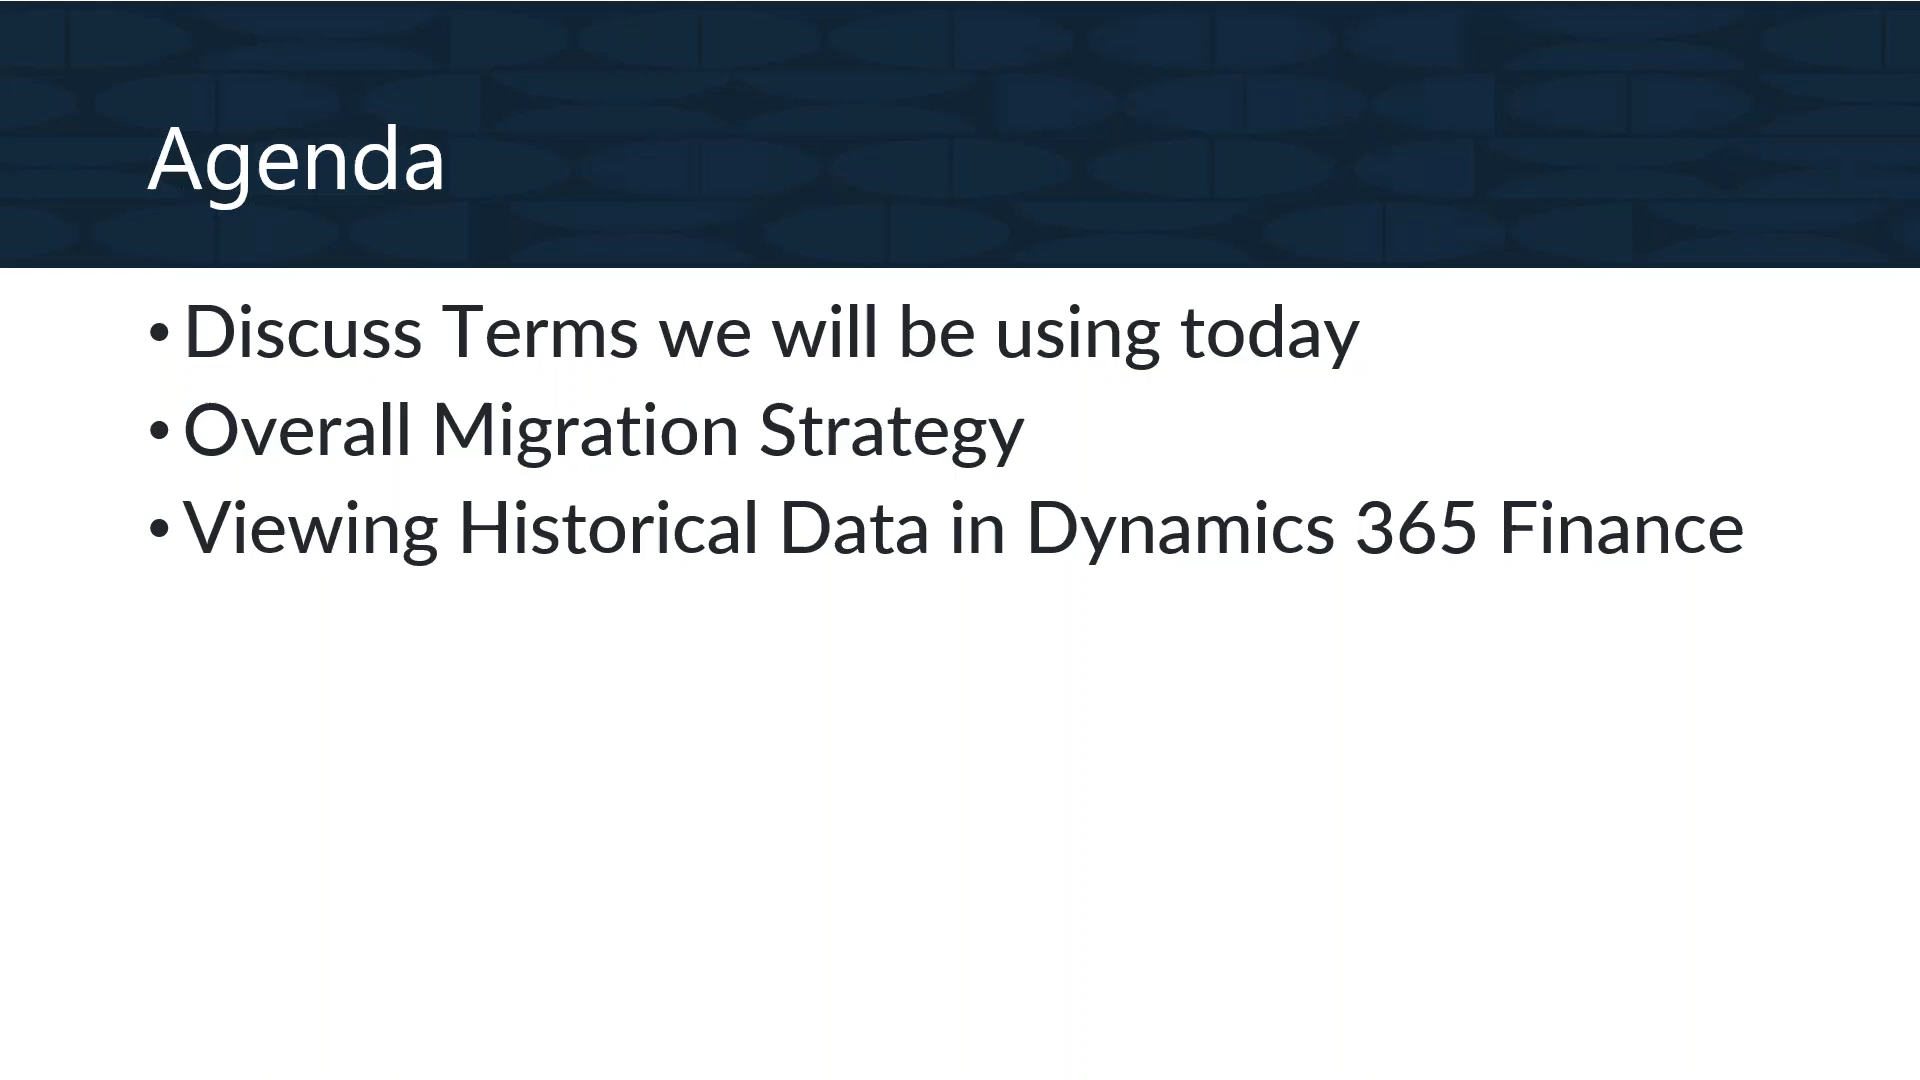 Agenda
• Discuss Terms we will be using today
• Overall Migration Strategy
• Viewing Historical Data in Dynamics 365 Finance